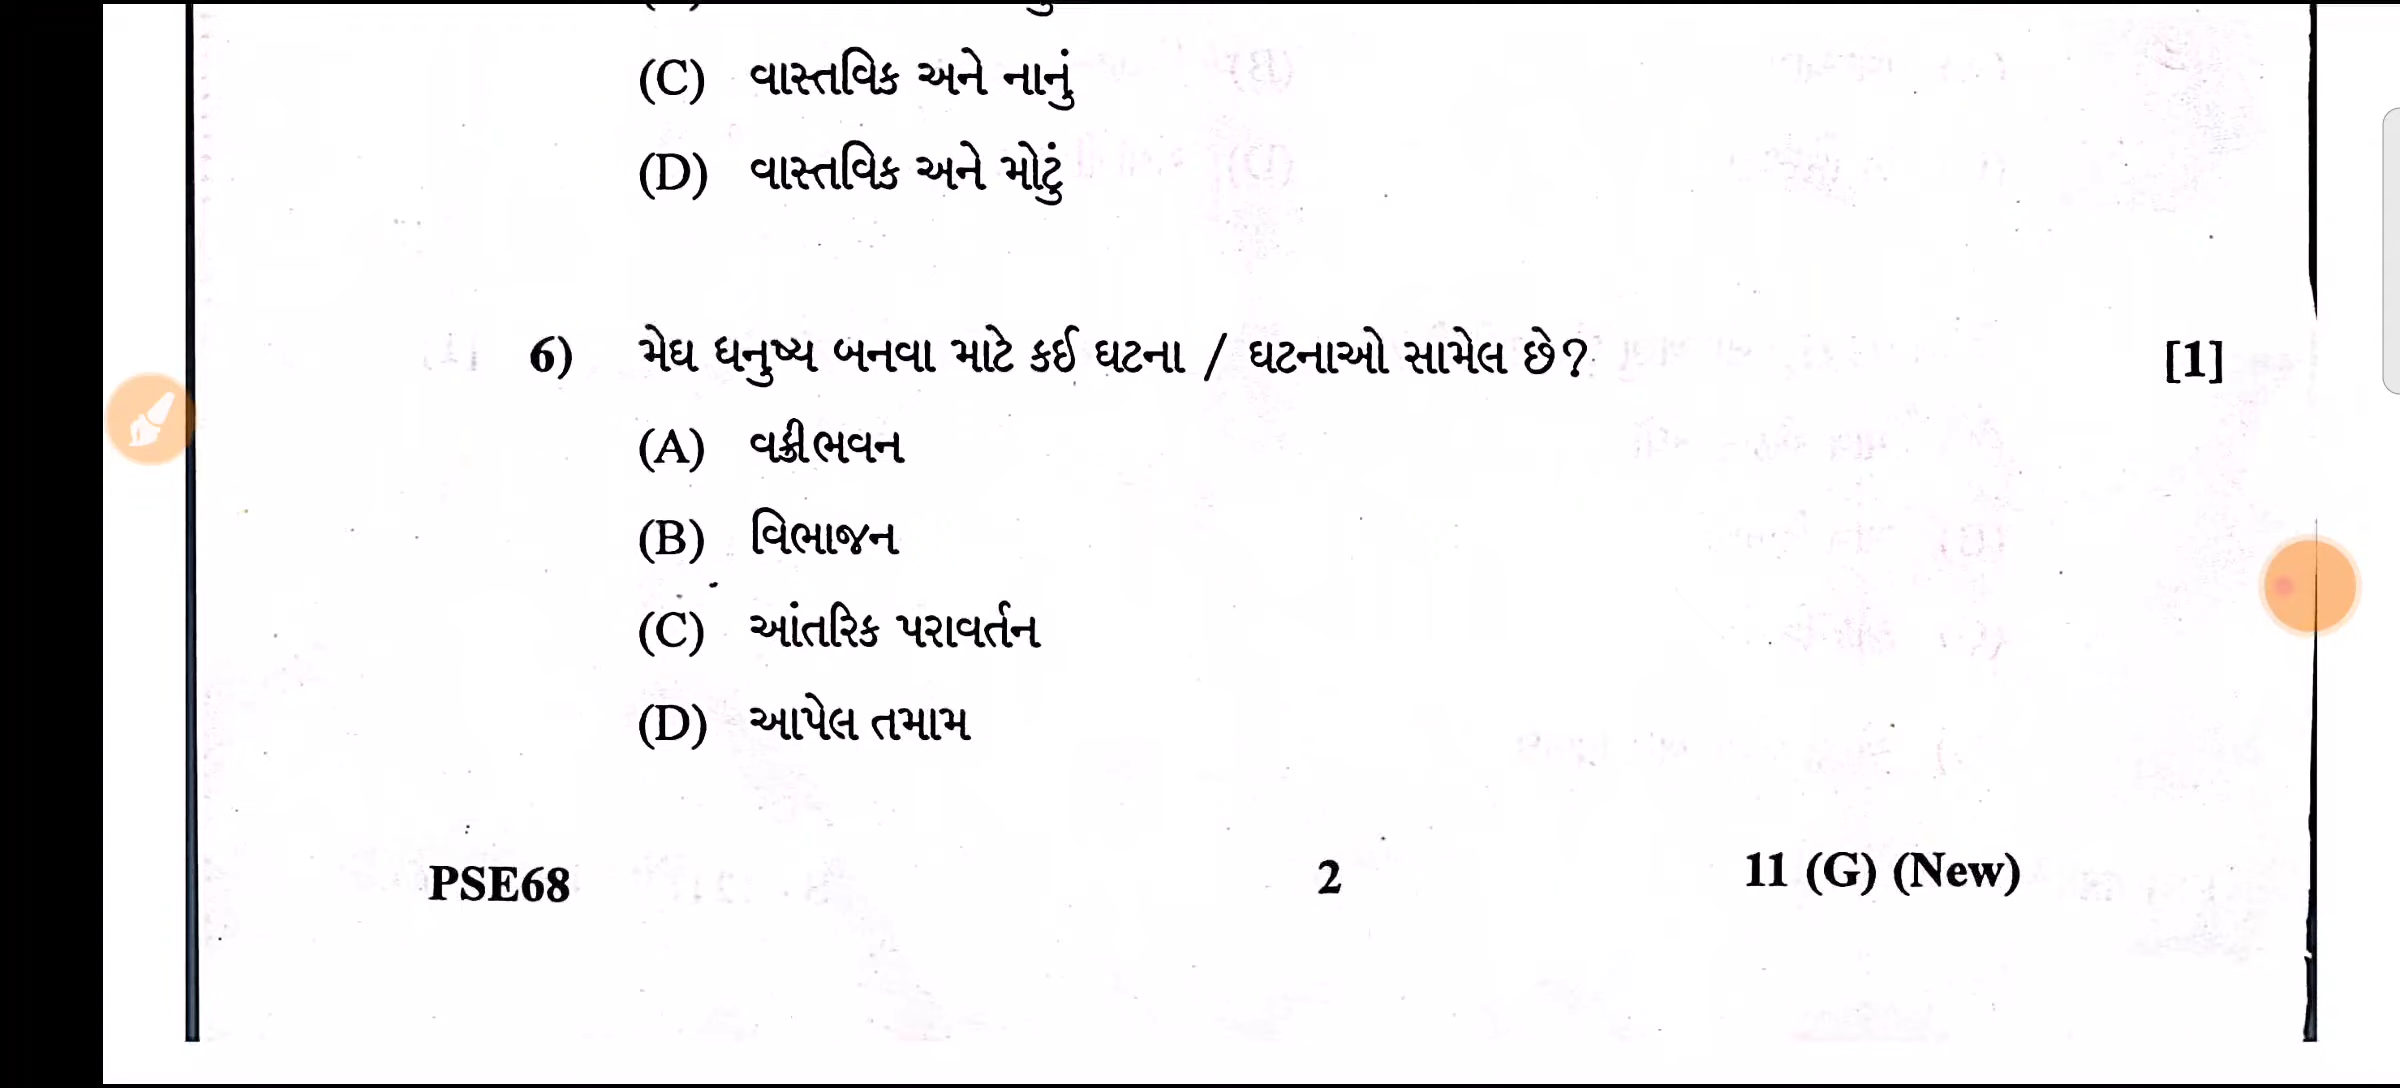 (C) વાસ્તવિક અને નાનું
(D) વાસ્તવિક અને મોટું
6) મેઘ ધનુષ્ય બનવા માટે કઈ ઘટના / ઘટનાઓ સામેલ છે? [1]
(A) વક્રીભવન
(B) વિભાજન
(C) આંતરિક પરાવર્તન
(D) આપેલ તમામ
PSE68 2 11 (G) (New)